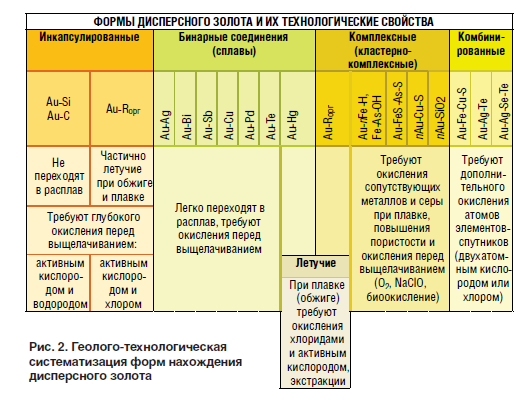 ФОРМЫ ДИСПЕРСНОГО ЗОЛОТА И ИХ ТЕХНОЛОГИЧЕСКИЕ СВОЙСТВА
Инкапсулированные
Бинарные соединения
(сплавы)
Комплексные
(кластерно-
комплексные)
Комбини-
рованные
Au-Si
Au-C
Au-Rорг
Au-Ag
Au-Bi
Au-Sb
Au-Cu
Au-Pd
Au-Te
Au-Hg
Au-Rорг
Au-nFe-H,
Fe-As-OH
Au-FeS-As-S
nAu-Cu-S
nAu-SiO2
Au-Fe-Cu-S
Au-Ag-Te
Au-Ag-Se-Te
Не
переходят
в расплав
Частично
летучие
при обжиге
и плавке
Требуют глубокого
окисления перед
выщелачиванием:
активным
кислоро-
дом и
водородом
активным
кислоро-
дом и
хлором
Легко переходят в
расплав, требуют
окисления перед
выщелачиванием
Летучие
При плавке
(обжиге)
требуют
окисления
хлоридами
и активным
кислородом,
экстракции
Требуют
окисления
сопутствующих
металлов и серы
при плавке,
повышения
пористости и
окисления перед
выщелачиванием
(O2, NaClO,
биоокисление)
Требуют
дополни-
тельного
окисления
атомов
элементов-
спутников
(двухатом-
ным кисло-
родом или
хлором)
Рис. 2. Геолого-технологическая
систематизация форм нахождения
дисперсного золота